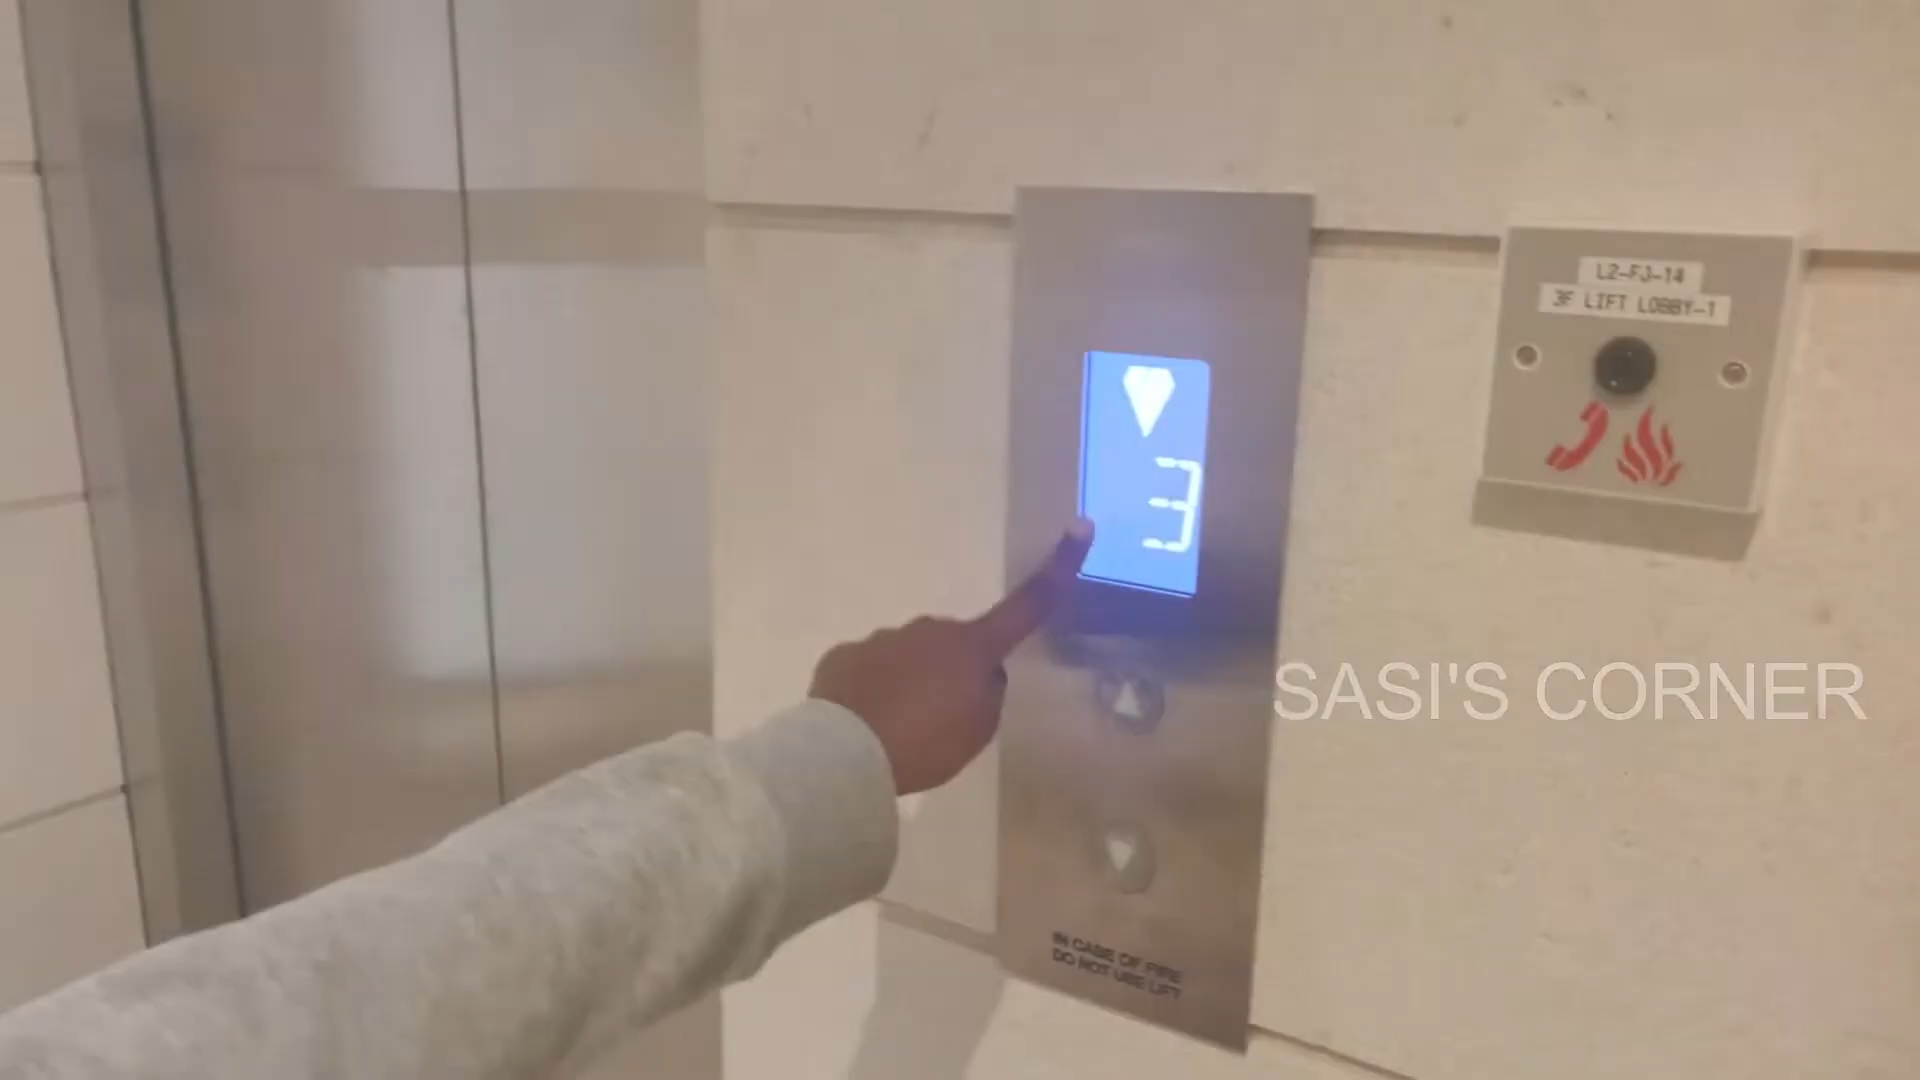 L2-FJ-14
3F LIFT LOBBY-1
3
SASI'S CORNER
IN CASE OF FIRE
DO NOT USE LIFT